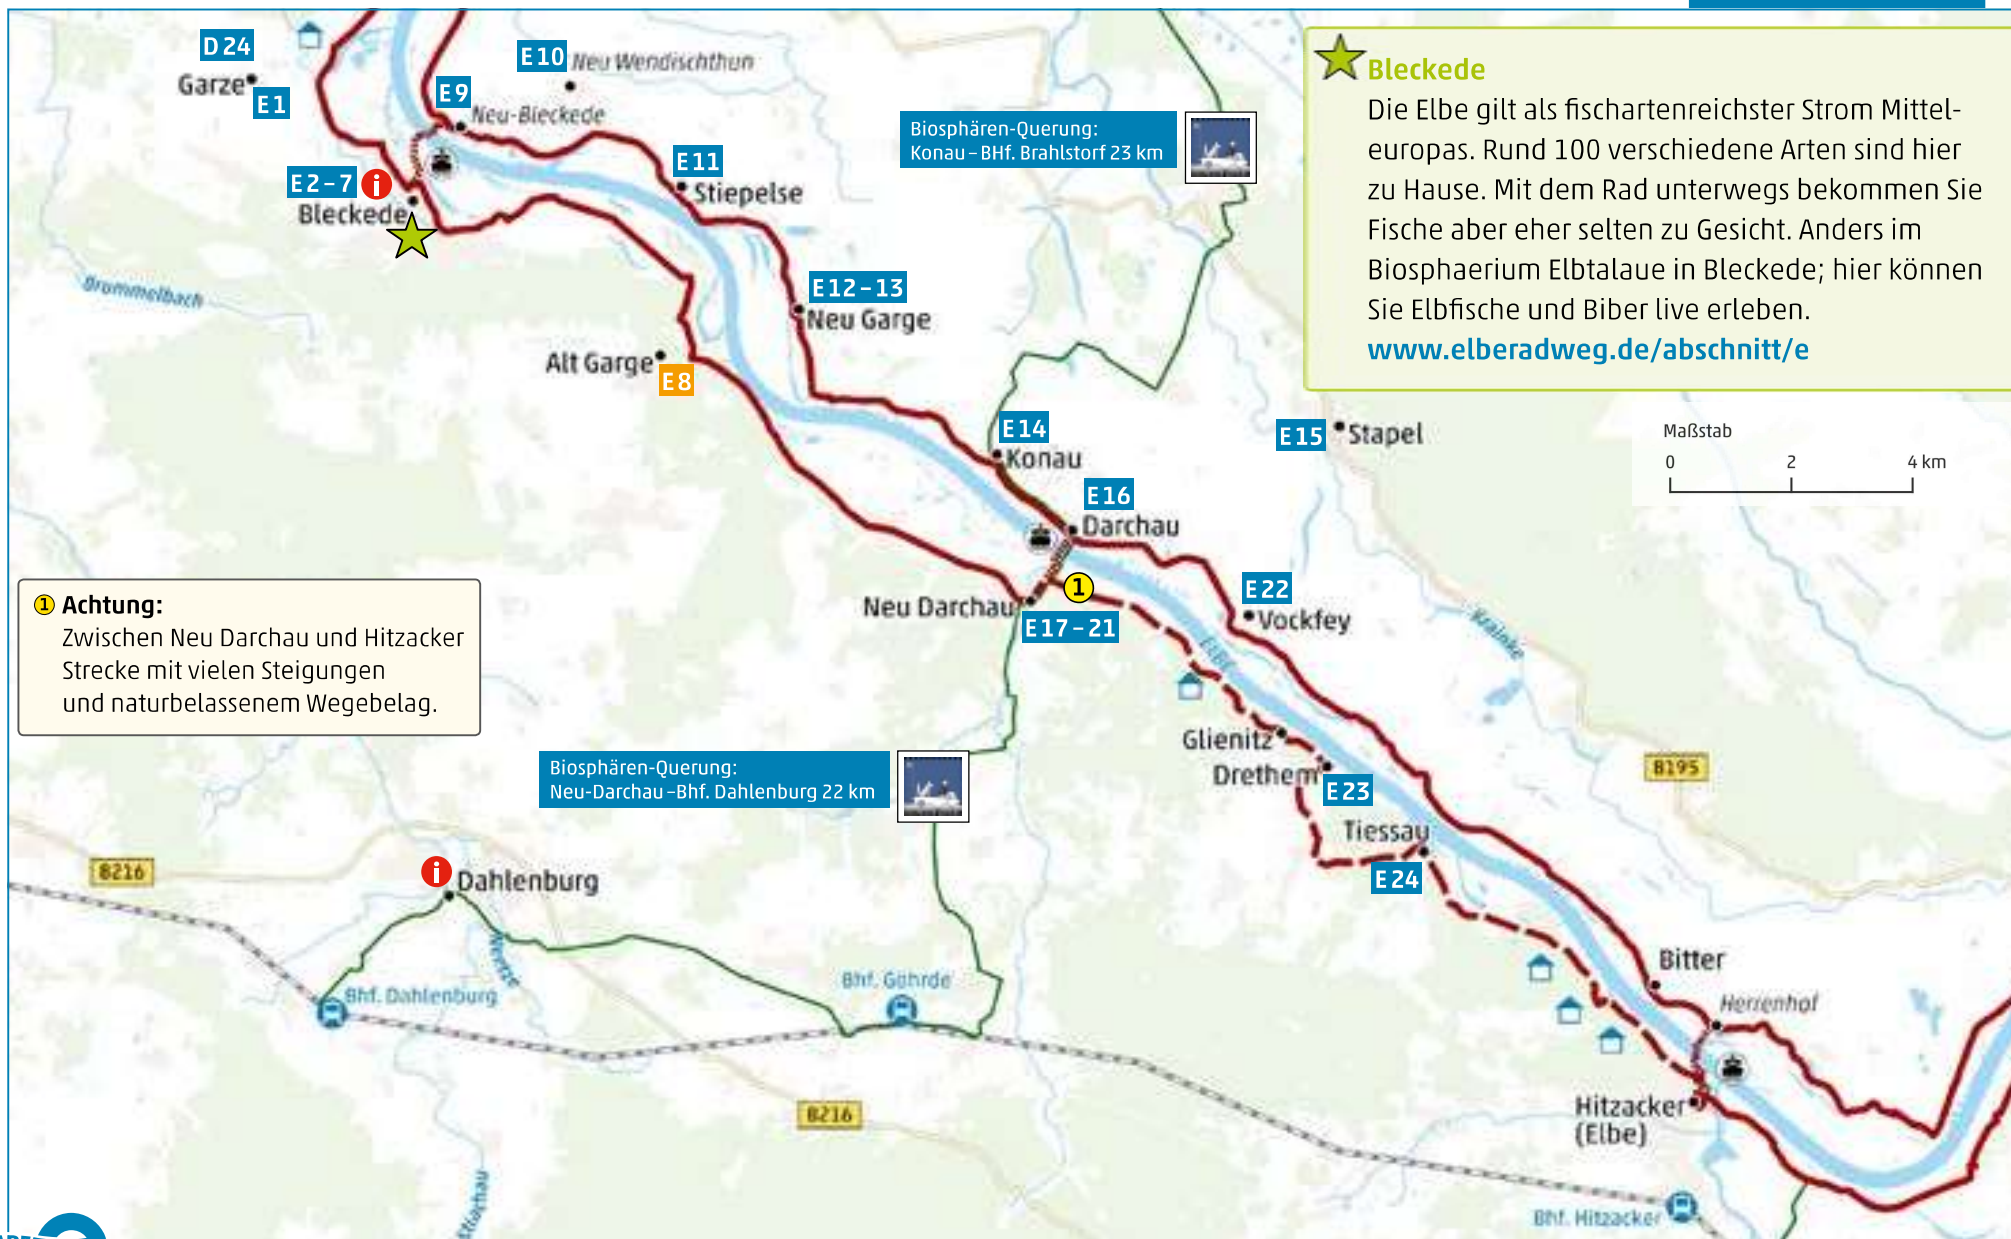 D 24
Garze
E 1
E 10
Neu Wendischthun
E 9
Neu-Bleckede
E 2 – 7
i
Bleckede
E 11
Stiepelse
Biosphären-Querung:
Konau – BHf. Brahlstorf 23 km
Bleckede
Die Elbe gilt als fischartenreichster Strom Mittel-
europas. Rund 100 verschiedene Arten sind hier
zu Hause. Mit dem Rad unterwegs bekommen Sie
Fische aber eher selten zu Gesicht. Anders im
Biosphaerium Elbtalaue in Bleckede; hier können
Sie Elbfische und Biber live erleben.
www.elberadweg.de/abschnitt/e
Brummelbach
E 12 – 13
Neu Garge
Alt Garge
E 8
E 14
Konau
E 15
Stapel
Maßstab
0 2 4 km
E 16
Darchau
1
Neu Darchau
E 17 – 21
E 22
Vockfey
Krainke
ELBE
1 Achtung:
Zwischen Neu Darchau und Hitzacker
Strecke mit vielen Steigungen
und naturbelassenem Wegebelag.
Glienitz
Drethem
E 23
B195
Biosphären-Querung:
Neu-Darchau – Bhf. Dahlenburg 22 km
Tiessau
E 24
B216
i
Dahlenburg
Neetze
Bhf. Dahlenburg
Bhf. Göhrde
Bitter
Herrenhof
B216
Hitzacker
(Elbe)
Bhf. Hitzacker